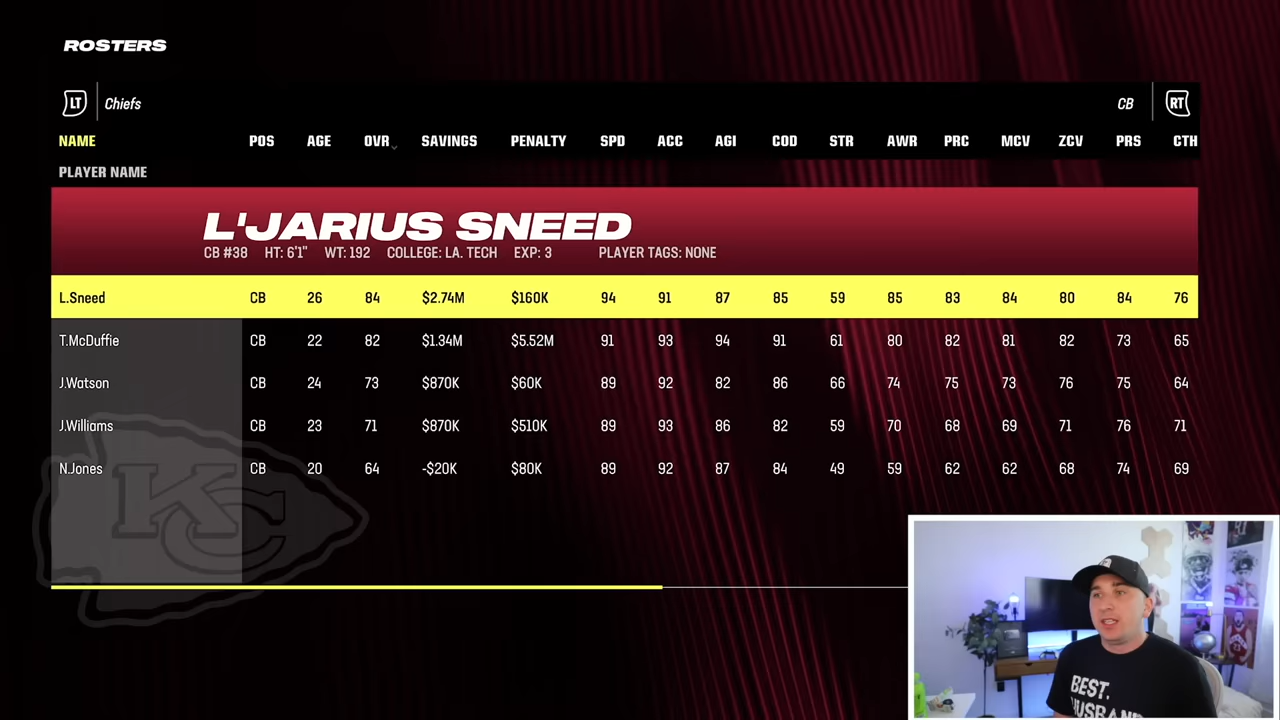 ROSTERS
LT Chiefs CB RT
NAME POS AGE OVR SAVINGS PENALTY SPD ACC AGI COD STR AWR PRC MCV ZCV PRS CTH
PLAYER NAME
L'JARIUS SNEED
CB #38 HT: 6'1" WT: 192 COLLEGE: LA. TECH EXP: 3 PLAYER TAGS: NONE
L.Sneed CB 26 84 $2.74M $160K 94 91 87 85 59 85 83 84 80 84 76
T.McDuffie CB 22 82 $1.34M $5.52M 91 93 94 91 61 80 82 81 82 73 65
J.Watson CB 24 73 $870K $60K 89 92 82 86 66 74 75 73 76 75 64
J.Williams CB 23 71 $870K $510K 89 93 86 82 59 70 68 69 71 76 71
N.Jones CB 20 64 -$20K $80K 89 92 87 84 49 59 62 62 68 74 69
KC
BEST.
HUSBAND